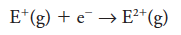 E⁺(g) + e⁻ → E²⁺(g)